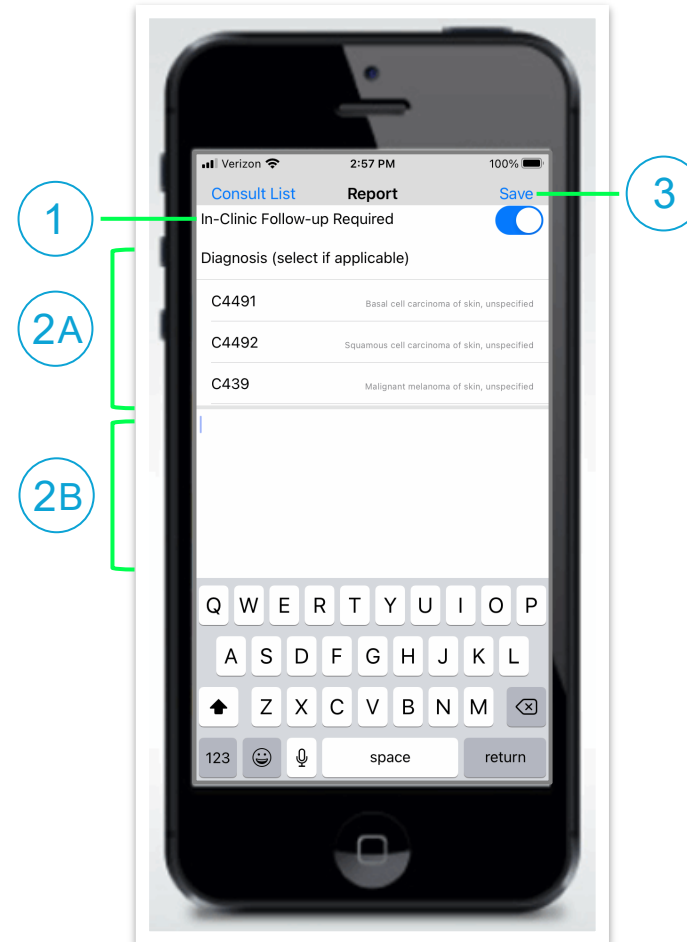 Verizon 2:57 PM 100%
Consult List Report Save
3
1
In-Clinic Follow-up Required
Diagnosis (select if applicable)
2A
C4491 Basal cell carcinoma of skin, unspecified
C4492 Squamous cell carcinoma of skin, unspecified
C439 Malignant melanoma of skin, unspecified
2B
Q W E R T Y U I O P
A S D F G H J K L
Z X C V B N M
123 space return